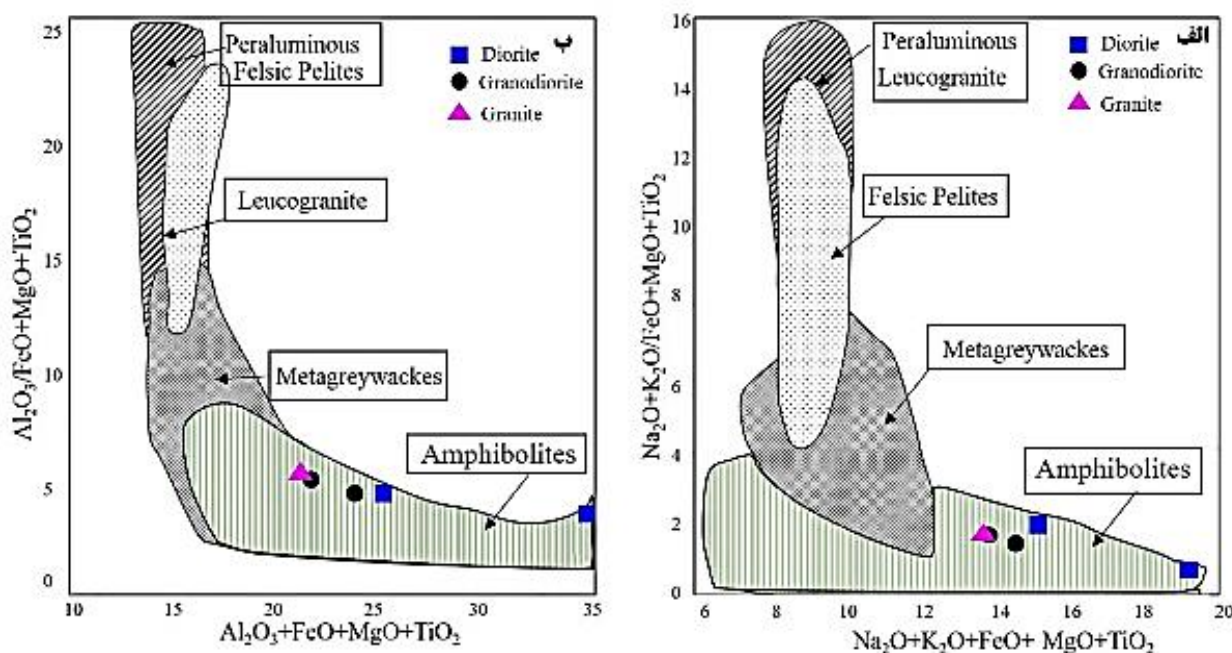 25
20
15
10
5
0
10
15
20
25
30
35
Al₂O₃/FeO+MgO+TiO₂
Al₂O₃+FeO+MgO+TiO₂
Peraluminous
Felsic Pelites
Leucogranite
Metagreywackes
Amphibolites
ب
Diorite
Granodiorite
Granite
16
14
12
16
8
6
4
2
0
6
8
10
12
14
16
18
20
Na₂O+K₂O/FeO+MgO+TiO₂
Na₂O+K₂O+FeO+ MgO+TiO₂
Peraluminous
Leucogranite
Felsic Pelites
Metagreywackes
Amphibolites
الف
Diorite
Granodiorite
Granite